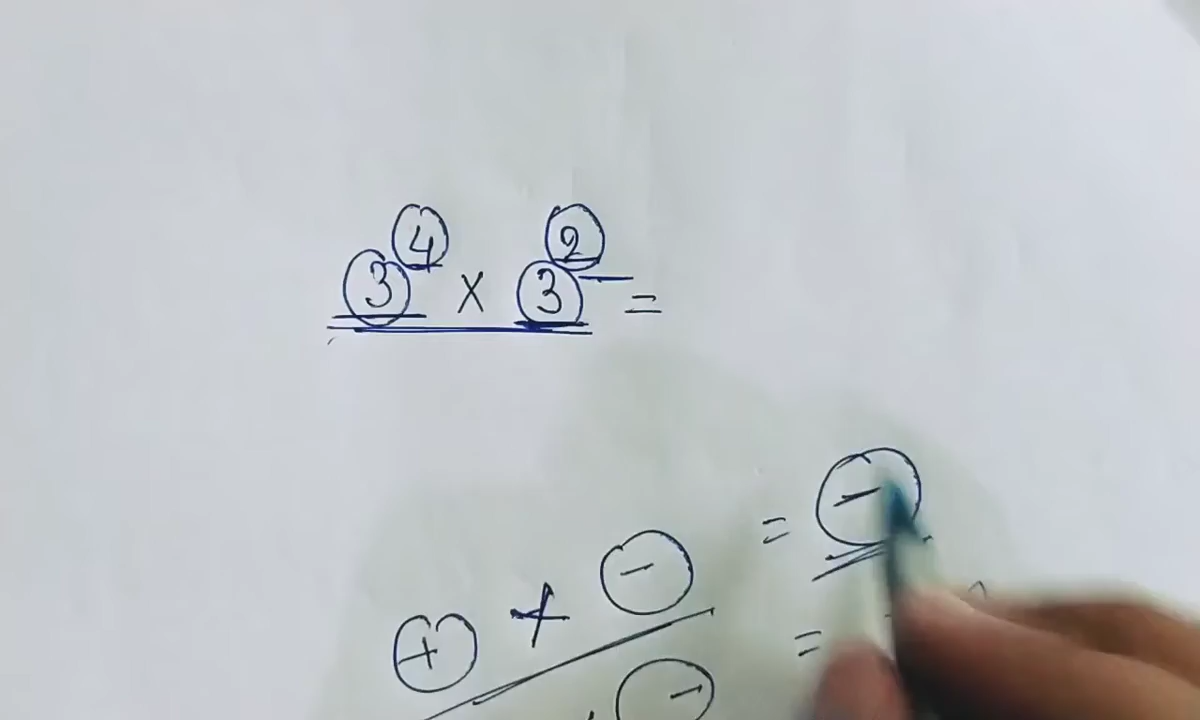 3⁴ × 3² =
+ + - = -
-
=